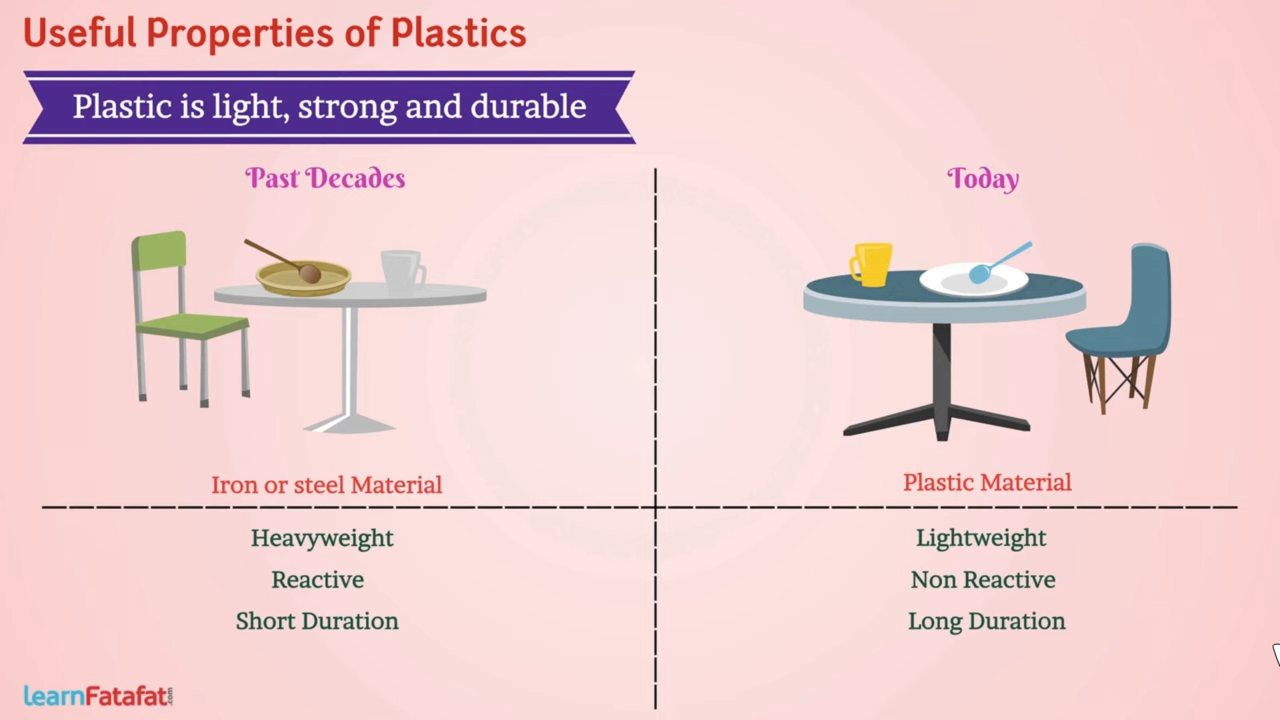 Useful Properties of Plastics
Plastic is light, strong and durable
Past Decades
Today
Iron or steel Material
Plastic Material
Heavyweight
Lightweight
Reactive
Non Reactive
Short Duration
Long Duration
learnFatafat.com